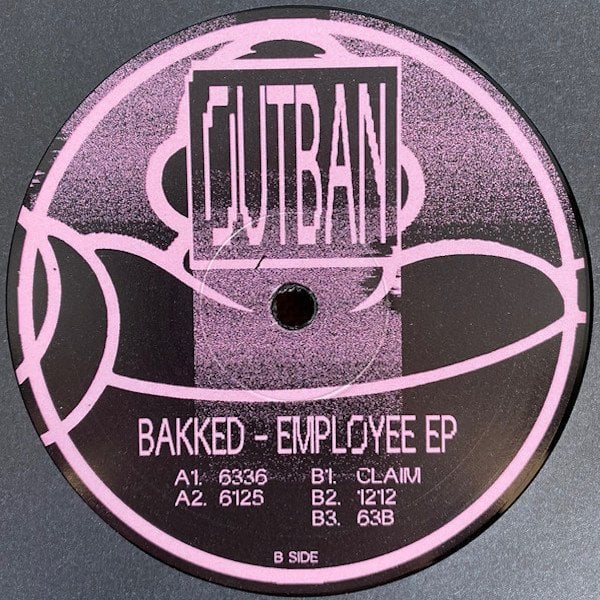 OUTBAN
BAKKED - EMPLOYEE EP
A1. 6336 B1. CLAIM
A2. 6125 B2. 1212
B3. 63B
B SIDE